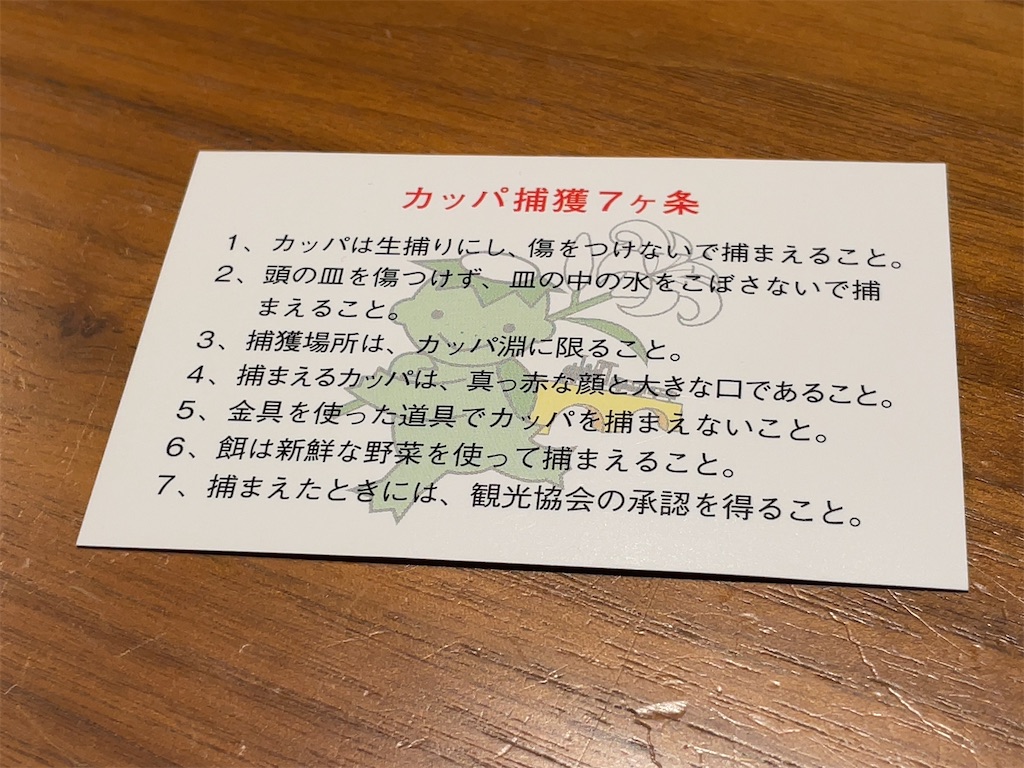 カッパ捕獲7ヶ条
1、カッパは生捕りにし、傷をつけないで捕まえること。
2、頭の皿を傷つけず、皿の中の水をこぼさないで捕
まえること。
3、捕獲場所は、カッパ淵に限ること。
4、捕まえるカッパは、真っ赤な顔と大きな口であること。
5、金具を使った道具でカッパを捕まえないこと。
6、餌は新鮮な野菜を使って捕まえること。
7、捕まえたときには、観光協会の承認を得ること。